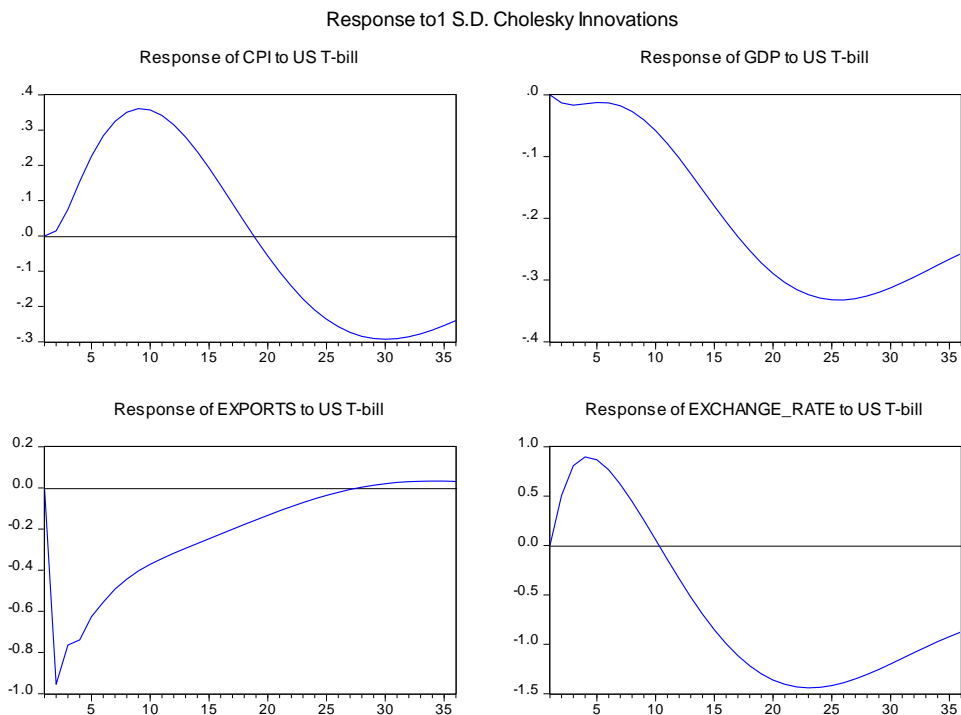 Response to1 S.D. Cholesky Innovations
Response of CPI to US T-bill
.4
.3
.2
.1
.0
-.1
-.2
-.3
5 10 15 20 25 30 35
Response of GDP to US T-bill
.0
-.1
-.2
-.3
-.4
5 10 15 20 25 30 35
Response of EXPORTS to US T-bill
0.2
0.0
-0.2
-0.4
-0.6
-0.8
-1.0
5 10 15 20 25 30 35
Response of EXCHANGE_RATE to US T-bill
1.0
0.5
0.0
-0.5
-1.0
-1.5
5 10 15 20 25 30 35